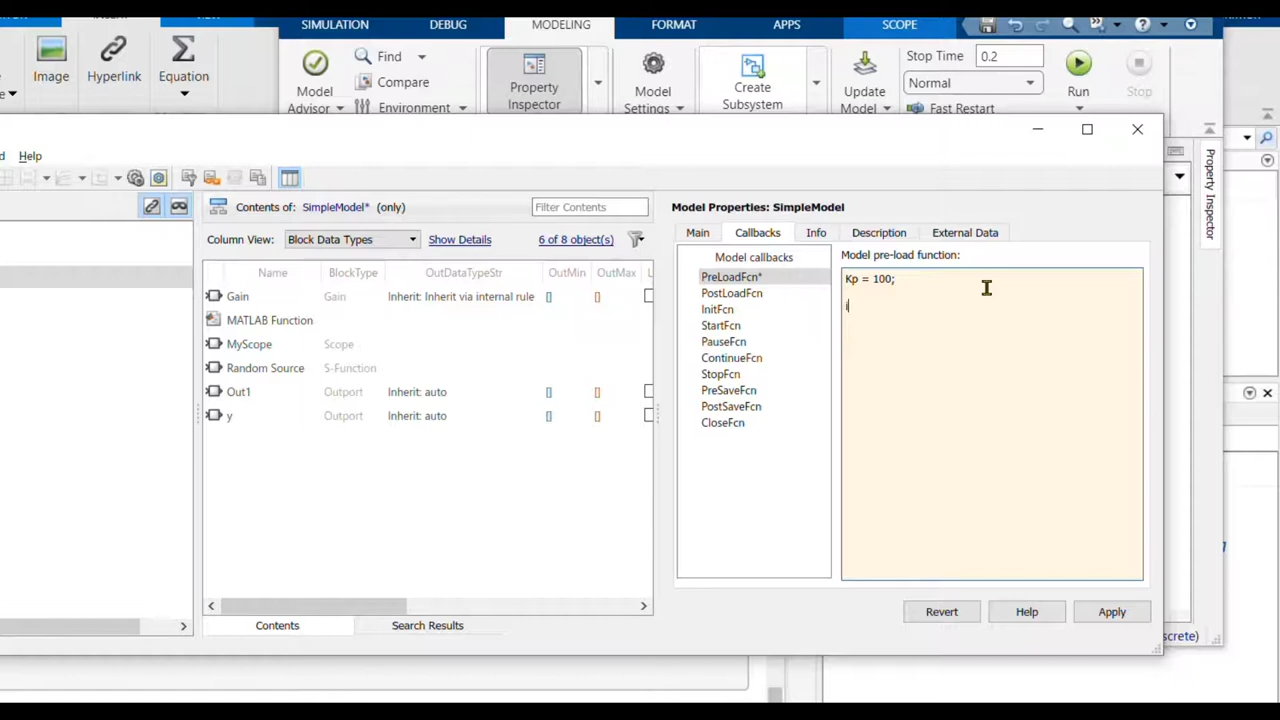 SIMULATION
DEBUG
MODELING
FORMAT
APPS
SCOPE
Image
Hyperlink
Equation
Model
Advisor
Find
Compare
Environment
Property
Inspector
Model
Settings
Create
Subsystem
Update
Model
Stop Time 0.2
Normal
Fast Restart
Run
Stop
Help
Contents of: SimpleModel* (only)
Filter Contents
Column View: Block Data Types
Show Details
6 of 8 object(s)
Name BlockType OutDataTypeStr OutMin OutMax L
Gain Gain Inherit: Inherit via internal rule [] []
MATLAB Function
MyScope Scope
Random Source S-Function
Out1 Outport Inherit: auto [] []
y Outport Inherit: auto [] []
Contents
Search Results
Model Properties: SimpleModel
Main Callbacks Info Description External Data
Model callbacks
PreLoadFcn*
PostLoadFcn
InitFcn
StartFcn
PauseFcn
ContinueFcn
StopFcn
PreSaveFcn
PostSaveFcn
CloseFcn
Model pre-load function:
Kp = 100;
i
Revert Help Apply
Property Inspector
screte)